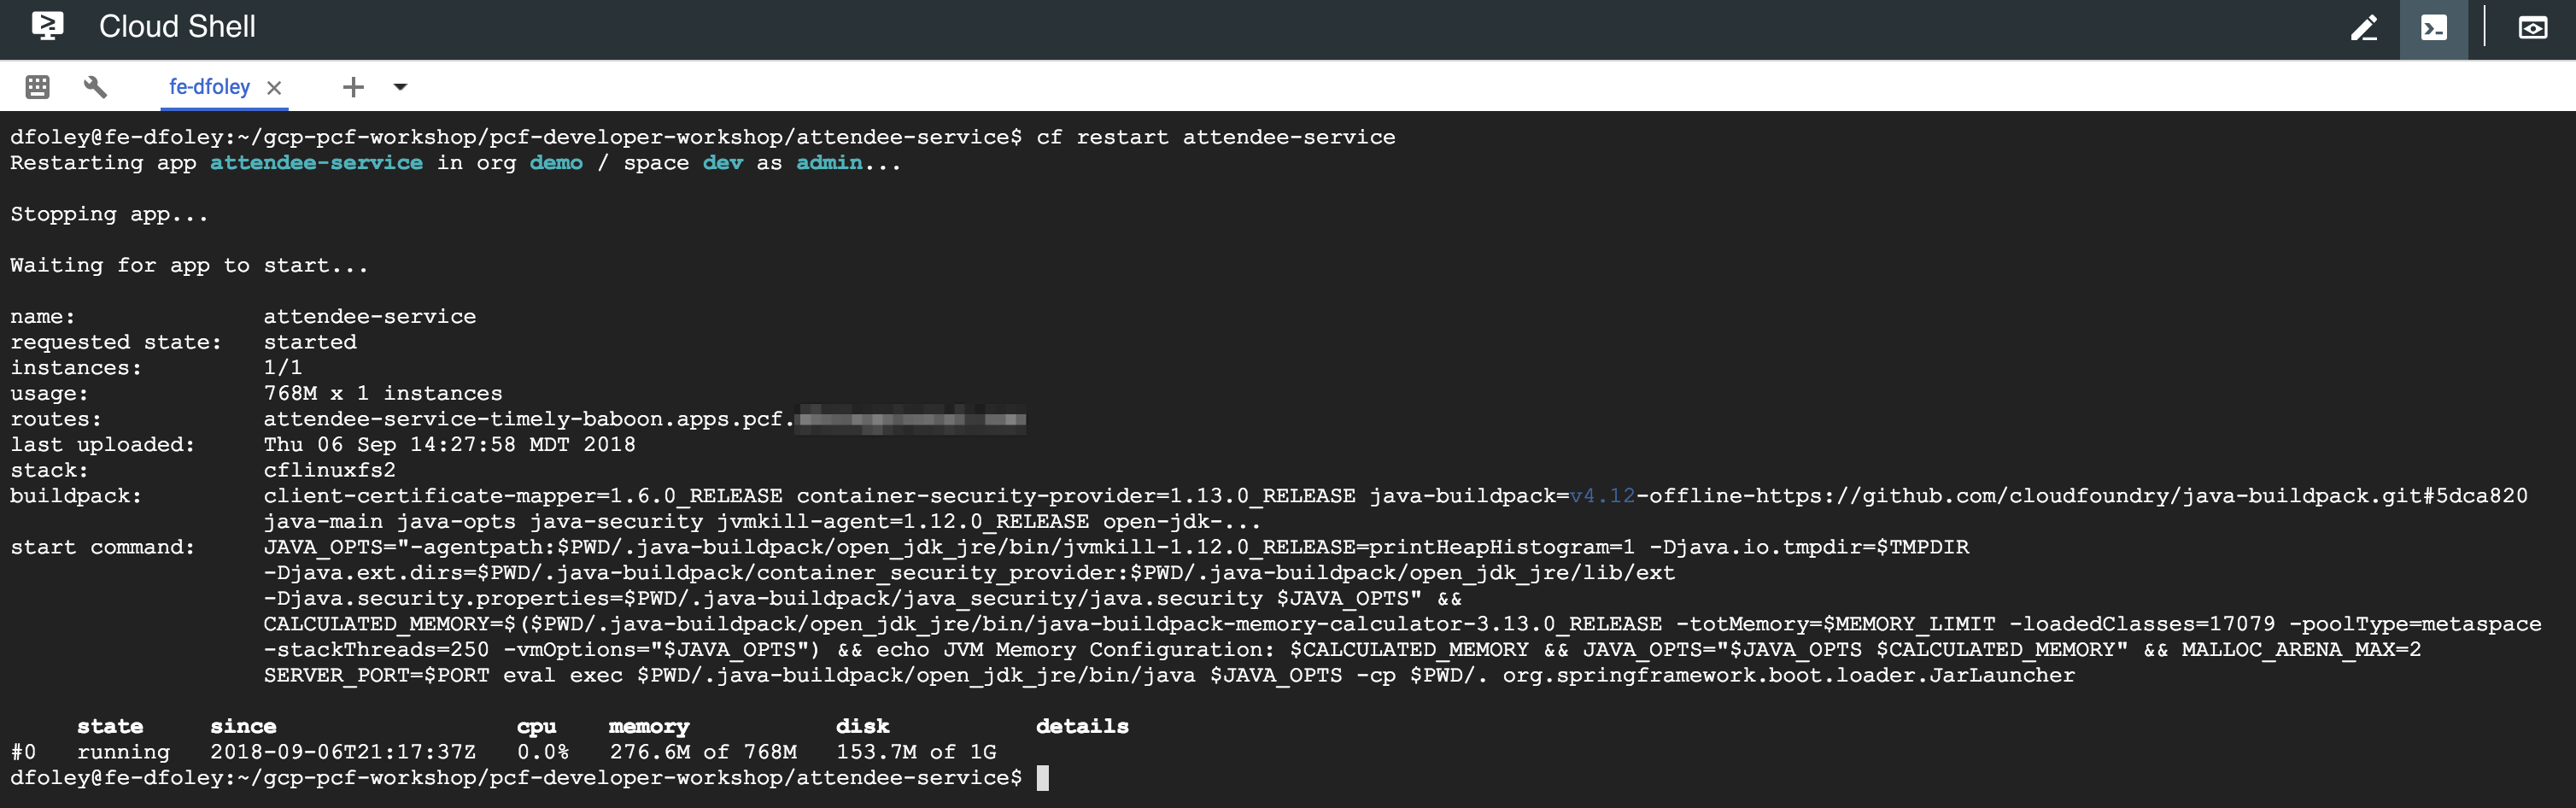 Cloud Shell
fe-dfoley
dfoley@fe-dfoley:~/gcp-pcf-workshop/pcf-developer-workshop/attendee-service$ cf restart attendee-service
Restarting app attendee-service in org demo / space dev as admin...
Stopping app...
Waiting for app to start...
name: attendee-service
requested state: started
instances: 1/1
usage: 768M x 1 instances
routes: attendee-service-timely-baboon.apps.pcf.
last uploaded: Thu 06 Sep 14:27:58 MDT 2018
stack: cflinuxfs2
buildpack: client-certificate-mapper=1.6.0_RELEASE container-security-provider=1.13.0_RELEASE java-buildpack=v4.12-offline-https://github.com/cloudfoundry/java-buildpack.git#5dca820
java-main java-opts java-security jvmkill-agent=1.12.0_RELEASE open-jdk-...
start command: JAVA_OPTS="-agentpath:$PWD/.java-buildpack/open_jdk_jre/bin/jvmkill-1.12.0_RELEASE=printHeapHistogram=1 -Djava.io.tmpdir=$TMPDIR
-Djava.ext.dirs=$PWD/.java-buildpack/container_security_provider:$PWD/.java-buildpack/open_jdk_jre/lib/ext
-Djava.security.properties=$PWD/.java-buildpack/java_security/java.security $JAVA_OPTS" &&
CALCULATED_MEMORY=$($PWD/.java-buildpack/open_jdk_jre/bin/java-buildpack-memory-calculator-3.13.0_RELEASE -totMemory=$MEMORY_LIMIT -loadedClasses=17079 -poolType=metaspace
-stackThreads=250 -vmOptions="$JAVA_OPTS") && echo JVM Memory Configuration: $CALCULATED_MEMORY && JAVA_OPTS="$JAVA_OPTS $CALCULATED_MEMORY" && MALLOC_ARENA_MAX=2
SERVER_PORT=$PORT eval exec $PWD/.java-buildpack/open_jdk_jre/bin/java $JAVA_OPTS -cp $PWD/. org.springframework.boot.loader.JarLauncher
state since cpu memory disk details
#0 running 2018-09-06T21:17:37Z 0.0% 276.6M of 768M 153.7M of 1G
dfoley@fe-dfoley:~/gcp-pcf-workshop/pcf-developer-workshop/attendee-service$